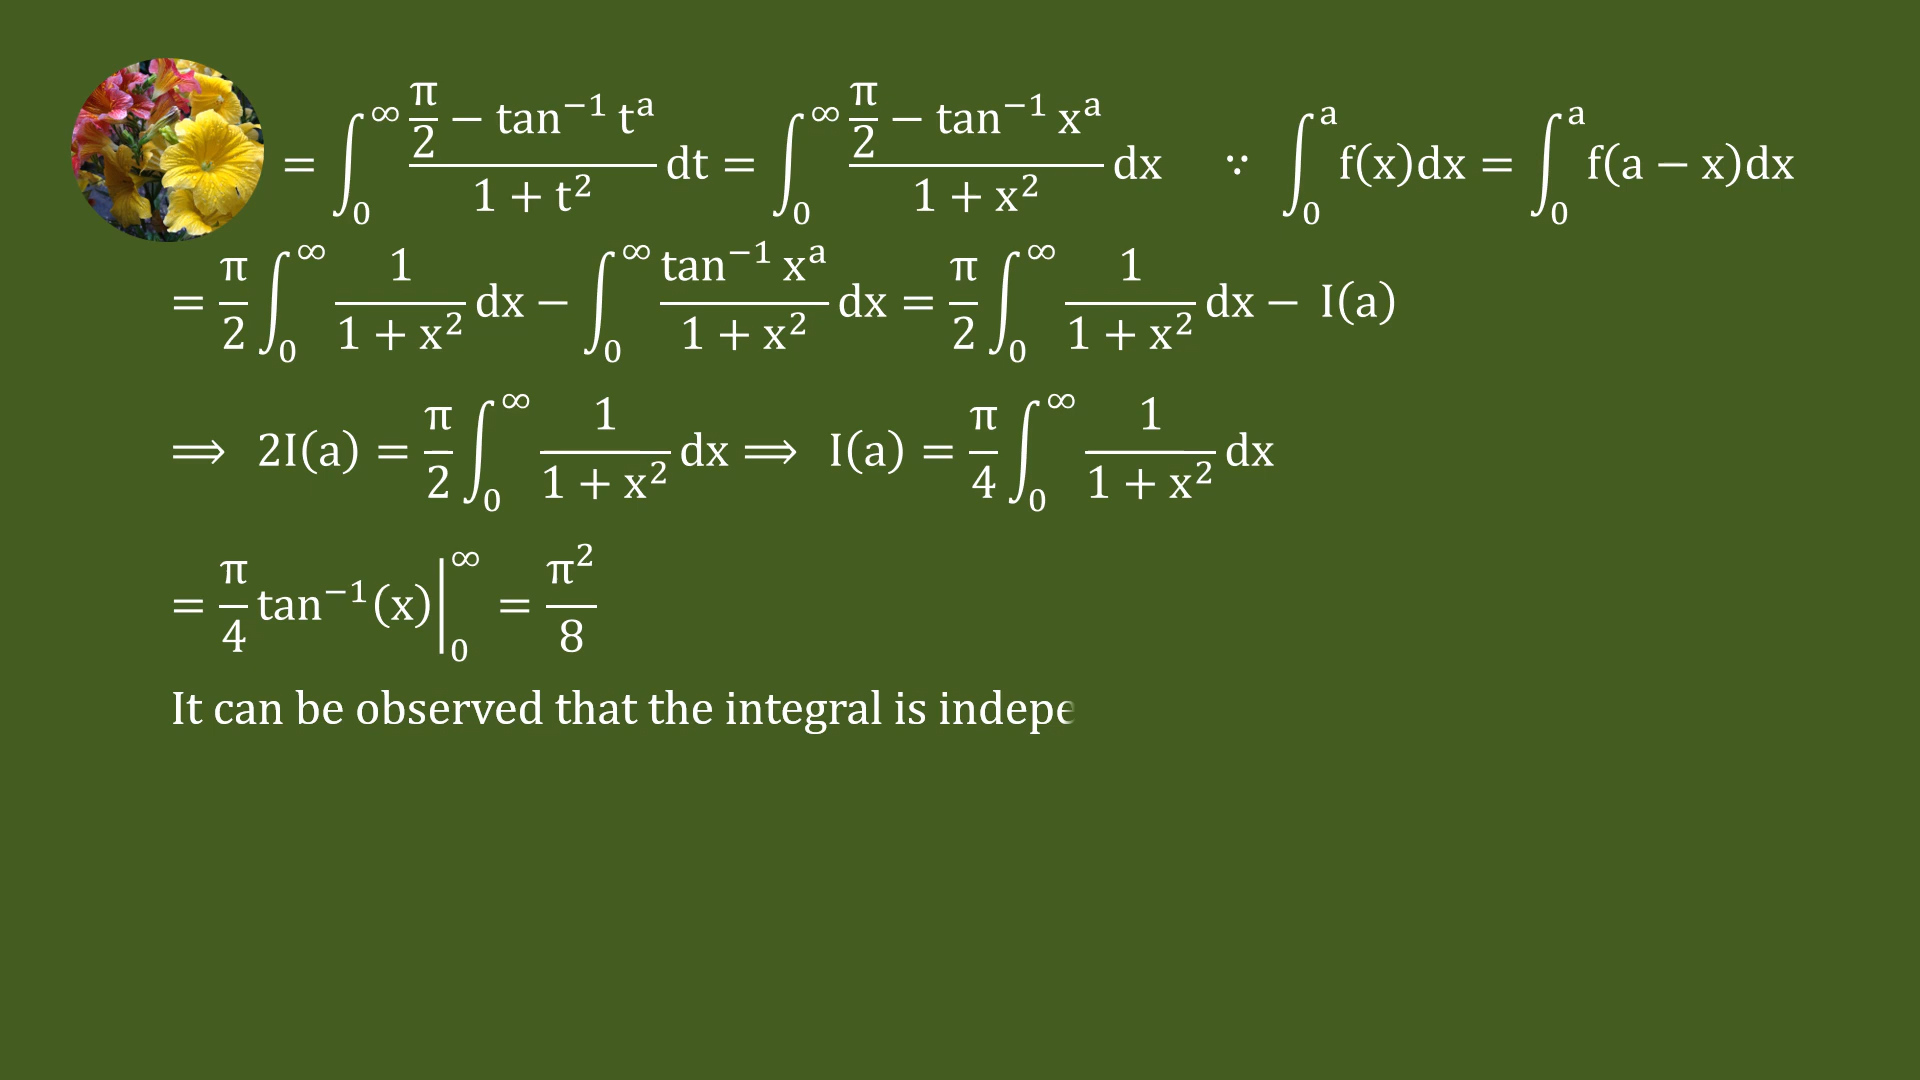 = ∫₀^∞ (π/2 − tan⁻¹ tᵃ)/(1 + t²) dt = ∫₀^∞ (π/2 − tan⁻¹ xᵃ)/(1 + x²) dx ∵ ∫₀ᵃ f(x)dx = ∫₀ᵃ f(a − x)dx
= π/2 ∫₀^∞ 1/(1 + x²) dx − ∫₀^∞ (tan⁻¹ xᵃ)/(1 + x²) dx = π/2 ∫₀^∞ 1/(1 + x²) dx − I(a)
⟹ 2I(a) = π/2 ∫₀^∞ 1/(1 + x²) dx ⟹ I(a) = π/4 ∫₀^∞ 1/(1 + x²) dx
= π/4 tan⁻¹(x)|₀^∞ = π²/8
It can be observed that the integral is indepe